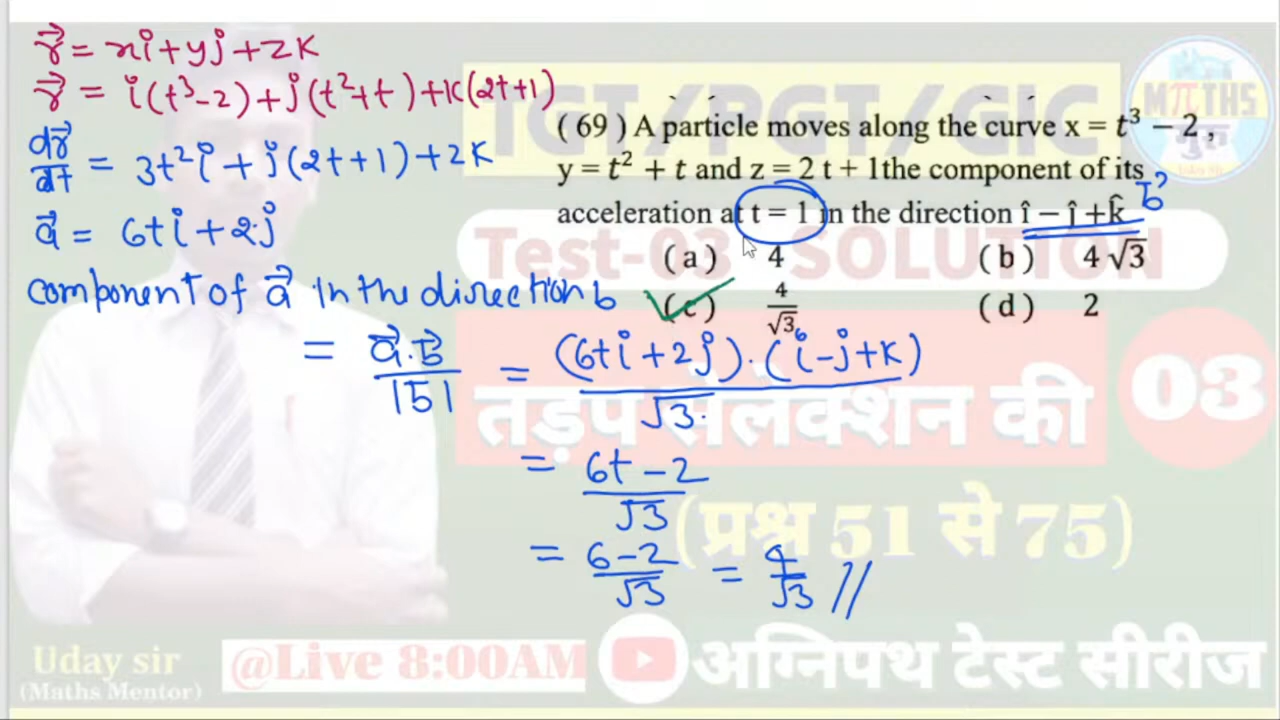 r⃗ = xi + yj + zk
r⃗ = i(t³-2) + j(t²+t) + k(2t+1)
dr⃗/dt = 3t²i + j(2t+1) + 2k
a⃗ = 6ti + 2j
component of a⃗ in the direction b
= a⃗.b⃗/|b| = (6ti+2j).(i-j+k)/√3.
= 6t-2/√3
= 6-2/√3 = 4/√3 //
TGT/PGT/GIC
MπTHS
गुरु
( 69 ) A particle moves along the curve x = t³ − 2 ,
y = t² + t and z = 2 t + 1the component of its
acceleration at t = 1 in the direction î − ĵ +k̂ b⃗
( a ) 4 ( b ) 4 √3
( c ) 4/√3 ( d ) 2
Test-03 SOLUTION
तड़प सेलेक्शन की 03
(प्रश्न 51 से 75)
Uday sir
(Maths Mentor)
@Live 8:00AM
अग्निपथ टेस्ट सीरीज